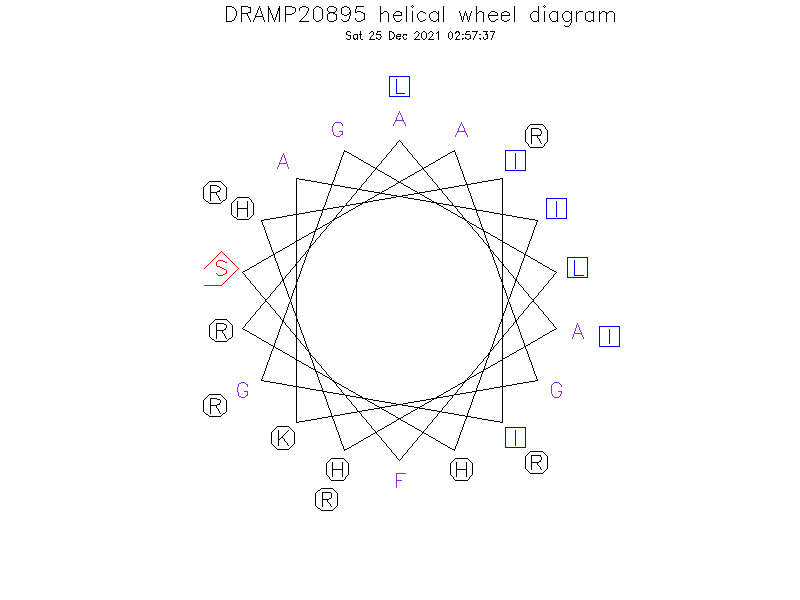 DRAMP20895 helical wheel diagram
Sat 25 Dec 2021 02:57:37
L
A
G A R
A I
R H I
S L
R A I
G G
R
K I
H H R
F
R